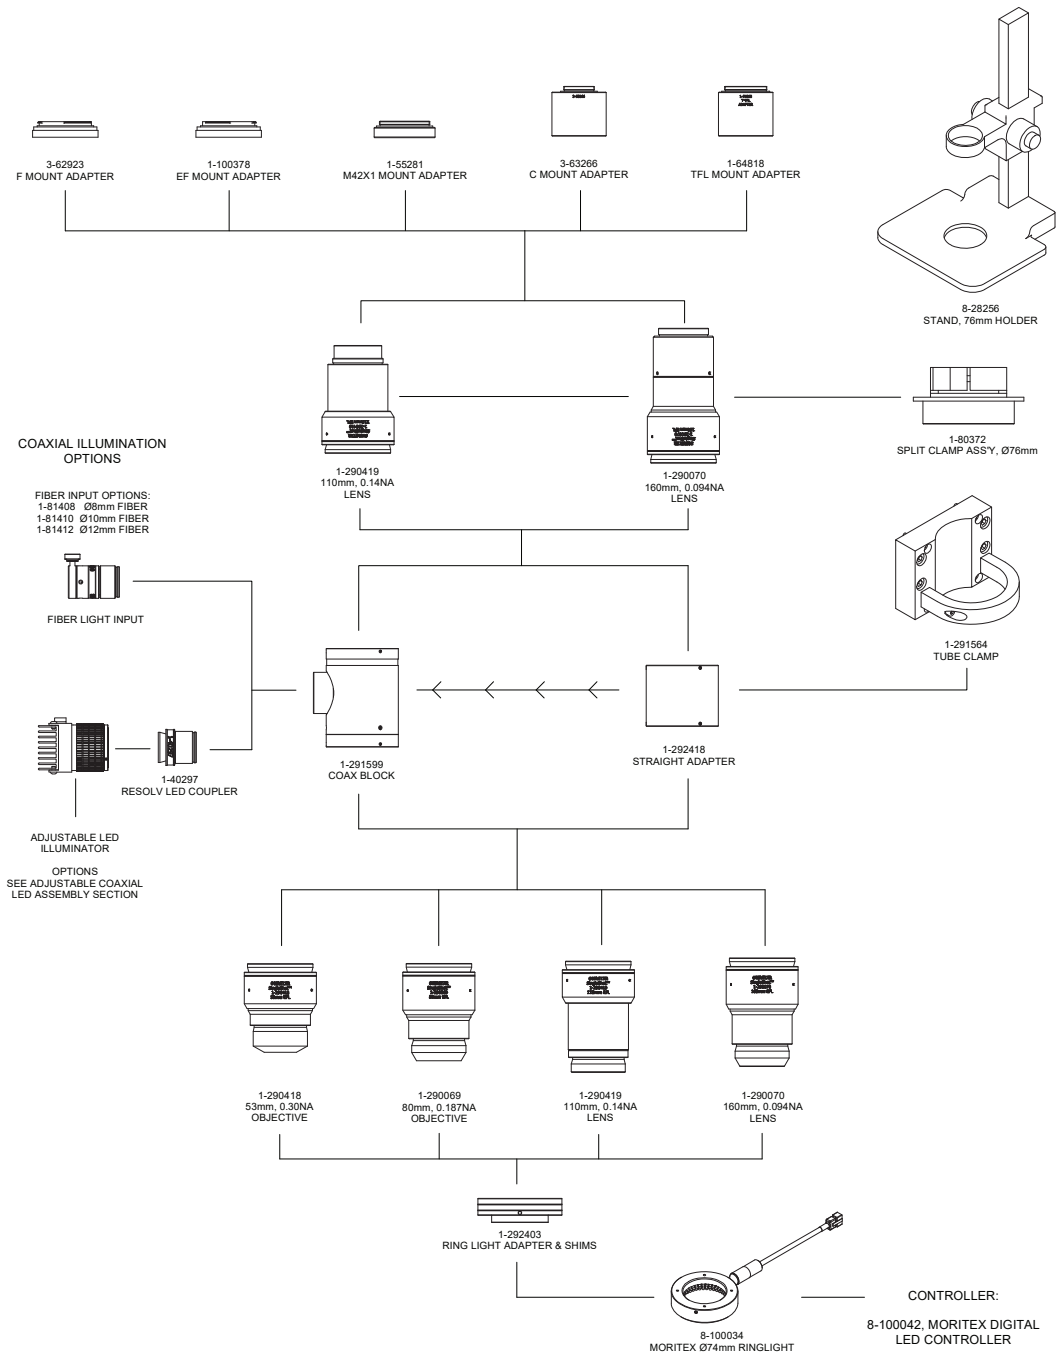 3-62923
F MOUNT ADAPTER
1-100378
EF MOUNT ADAPTER
1-55281
M42X1 MOUNT ADAPTER
3-63266
C MOUNT ADAPTER
1-64818
TFL MOUNT ADAPTER
8-28256
STAND, 76mm HOLDER
1-290419
110mm, 0.14NA
LENS
1-290070
160mm, 0.094NA
LENS
1-80372
SPLIT CLAMP ASS'Y, Ø76mm
COAXIAL ILLUMINATION
OPTIONS
FIBER INPUT OPTIONS:
1-81408 Ø8mm FIBER
1-81410 Ø10mm FIBER
1-81412 Ø12mm FIBER
FIBER LIGHT INPUT
1-291564
TUBE CLAMP
1-40297
RESOLV LED COUPLER
1-291599
COAX BLOCK
1-292418
STRAIGHT ADAPTER
ADJUSTABLE LED
ILLUMINATOR
OPTIONS
SEE ADJUSTABLE COAXIAL
LED ASSEMBLY SECTION
1-290418
53mm, 0.30NA
OBJECTIVE
1-290069
80mm, 0.187NA
OBJECTIVE
1-290419
110mm, 0.14NA
LENS
1-290070
160mm, 0.094NA
LENS
1-292403
RING LIGHT ADAPTER & SHIMS
8-100034
MORITEX Ø74mm RINGLIGHT
CONTROLLER:
8-100042, MORITEX DIGITAL
LED CONTROLLER